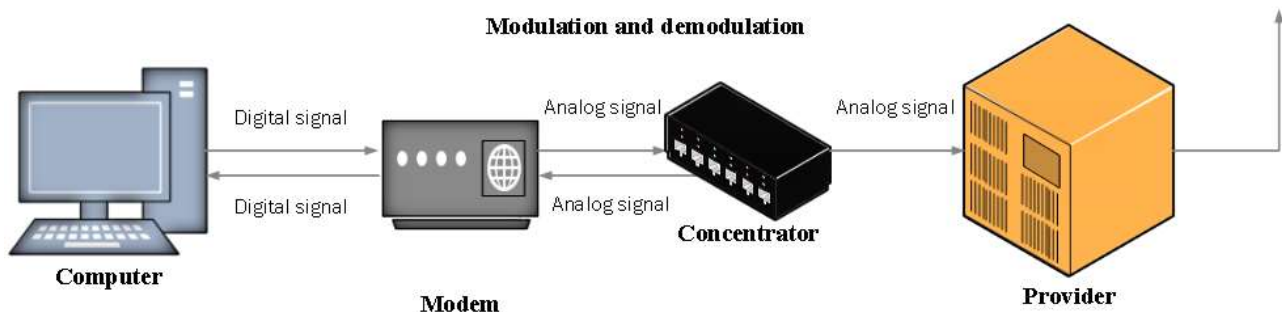 Modulation and demodulation
Digital signal
Analog signal
Analog signal
Digital signal
Analog signal
Concentrator
Computer
Modem
Provider